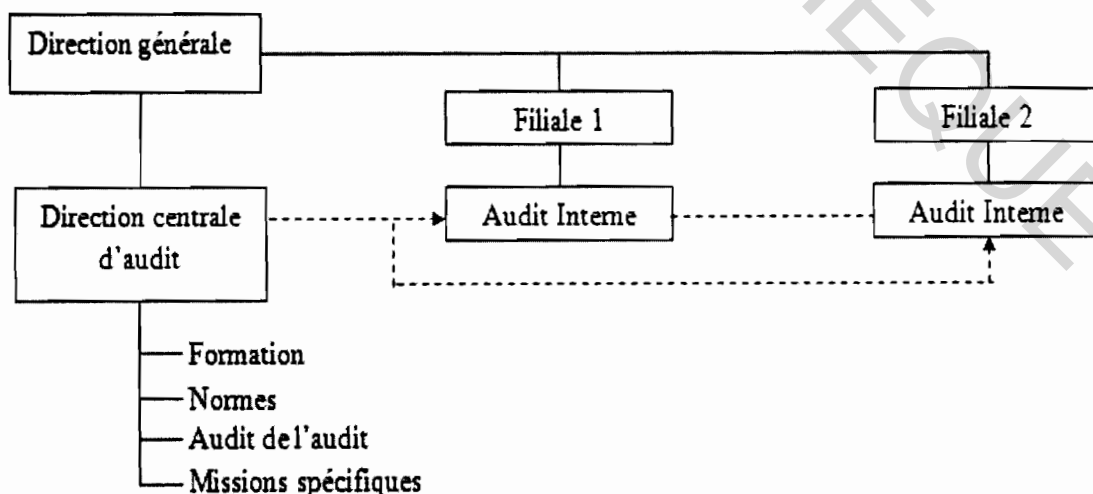 Direction générale
Filiale 1
Filiale 2
Direction centrale
d'audit
Audit Interne
Audit Interne
Formation
Normes
Audit de l'audit
Missions spécifiques